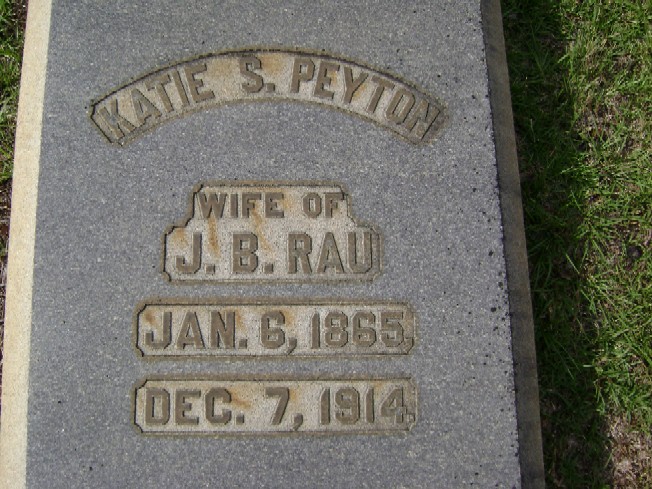 KATIE S. PEYTON
WIFE OF
J. B. RAU
JAN. 6, 1865,
DEC. 7, 1914.